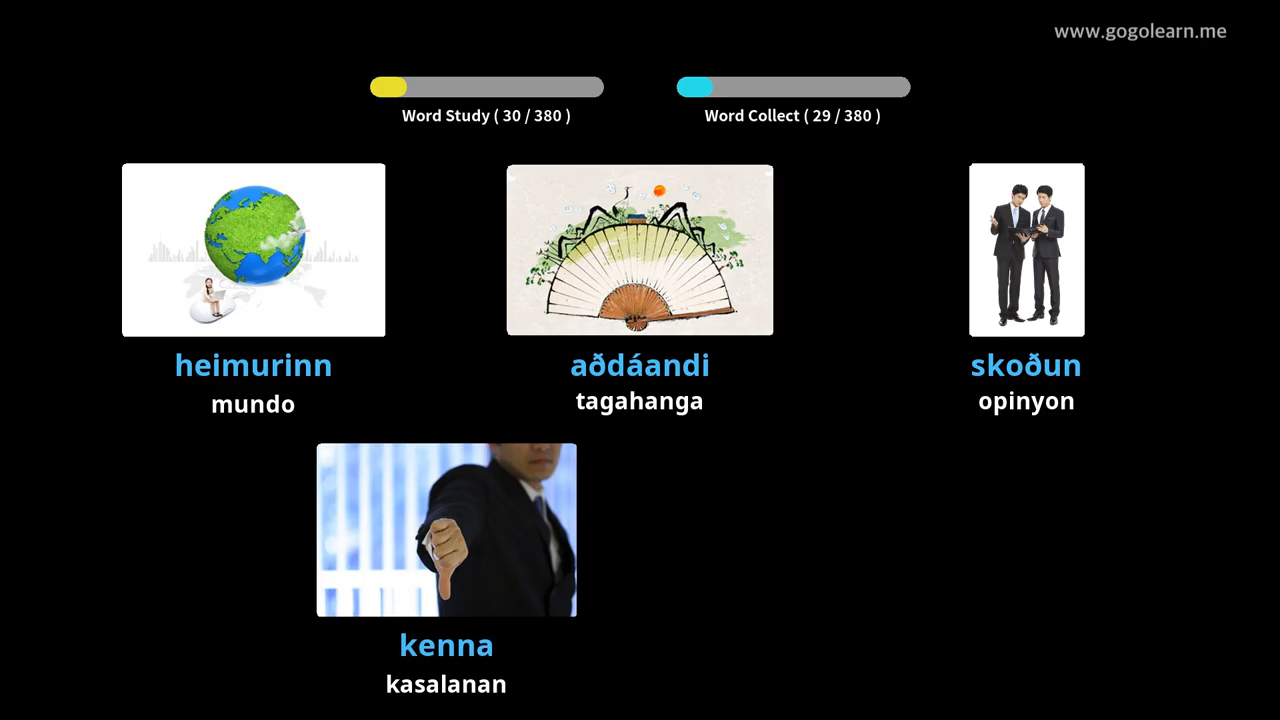 www.gogolearn.me
Word Study ( 30 / 380 )
Word Collect ( 29 / 380 )
heimurinn
mundo
aðdáandi
tagahanga
skoðun
opinyon
kenna
kasalanan